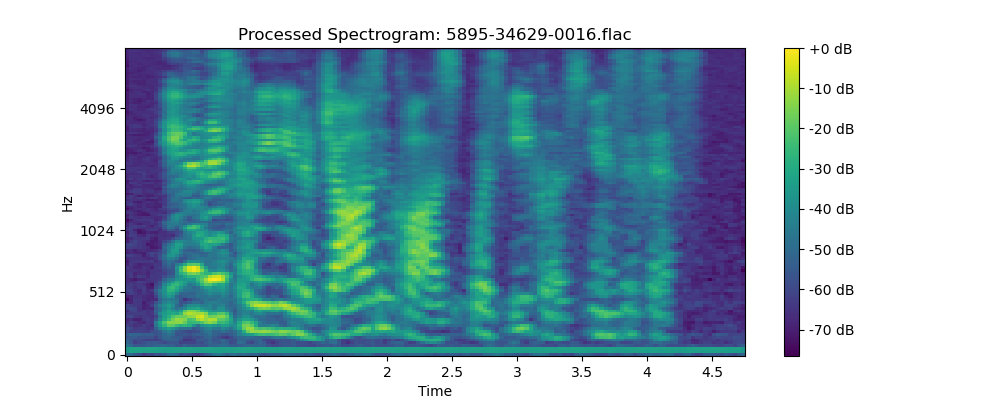 Processed Spectrogram: 5895-34629-0016.flac
+0 dB
4096
-10 dB
-20 dB
2048
-30 dB
Hz
1024
-40 dB
-50 dB
512
-60 dB
-70 dB
0
0 0.5 1 1.5 2 2.5 3 3.5 4 4.5
Time